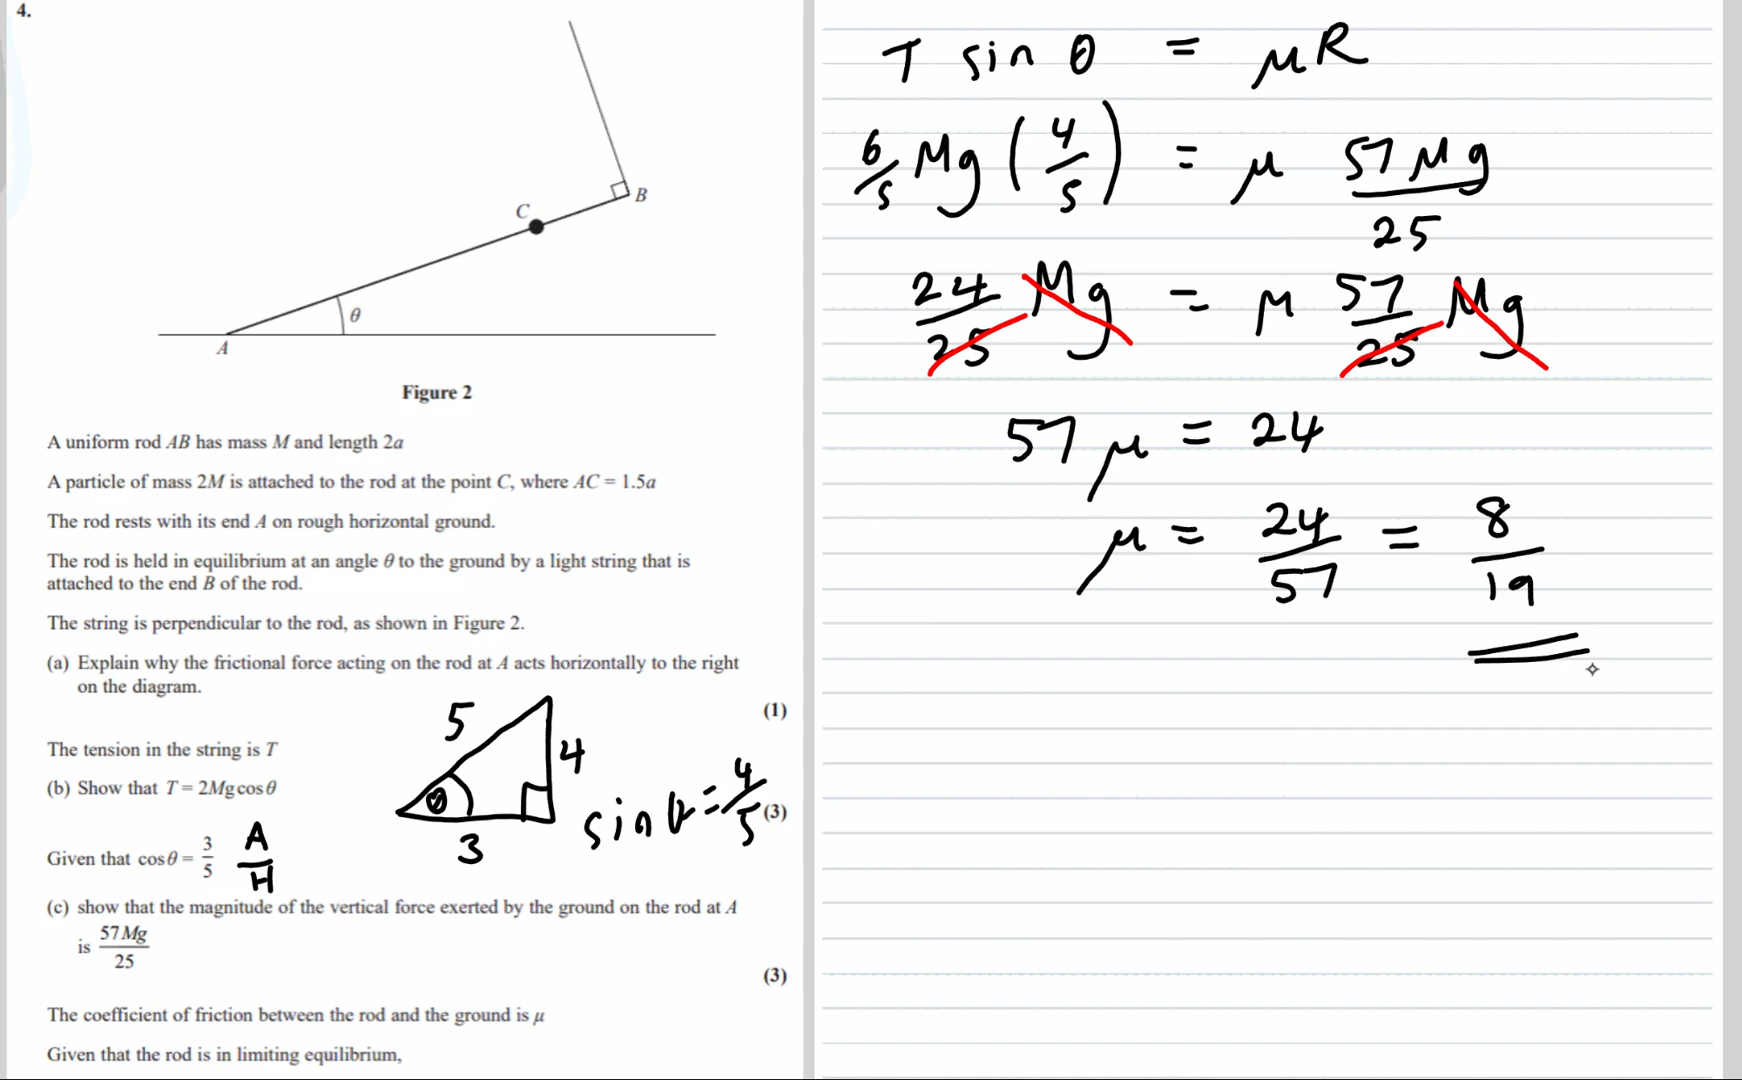 4.
C
B
θ
A
Figure 2
A uniform rod AB has mass M and length 2a
A particle of mass 2M is attached to the rod at the point C, where AC = 1.5a
The rod rests with its end A on rough horizontal ground.
The rod is held in equilibrium at an angle θ to the ground by a light string that is
attached to the end B of the rod.
The string is perpendicular to the rod, as shown in Figure 2.
(a) Explain why the frictional force acting on the rod at A acts horizontally to the right
on the diagram.
(1)
The tension in the string is T
(b) Show that T = 2Mg cos θ
(3)
Given that cos θ = 3/5
A/H
5
4
θ
3
sin θ = 4/5
(c) show that the magnitude of the vertical force exerted by the ground on the rod at A
is 57Mg/25
(3)
The coefficient of friction between the rod and the ground is μ
Given that the rod is in limiting equilibrium,
T sin θ = μR
6/5 Mg (4/5) = μ 57Mg/25
24/25 Mg = μ 57/25 Mg
57μ = 24
μ = 24/57 = 8/19